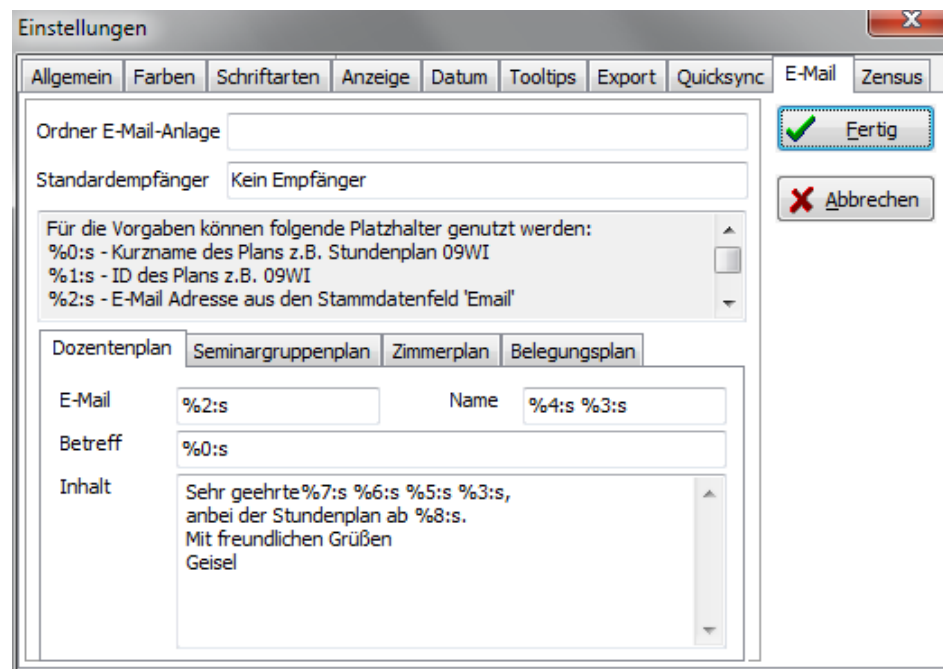 Einstellungen
Allgemein Farben Schriftarten Anzeige Datum Tooltips Export Quicksync E-Mail Zensus
Ordner E-Mail-Anlage
Fertig
Standardempfänger Kein Empfänger
Abbrechen
Für die Vorgaben können folgende Platzhalter genutzt werden:
%0:s - Kurzname des Plans z.B. Stundenplan 09WI
%1:s - ID des Plans z.B. 09WI
%2:s - E-Mail Adresse aus den Stammdatenfeld 'Email'
Dozentenplan Seminargruppenplan Zimmerplan Belegungsplan
E-Mail %2:s Name %4:s %3:s
Betreff %0:s
Inhalt Sehr geehrte%7:s %6:s %5:s %3:s,
anbei der Stundenplan ab %8:s.
Mit freundlichen Grüßen
Geisel